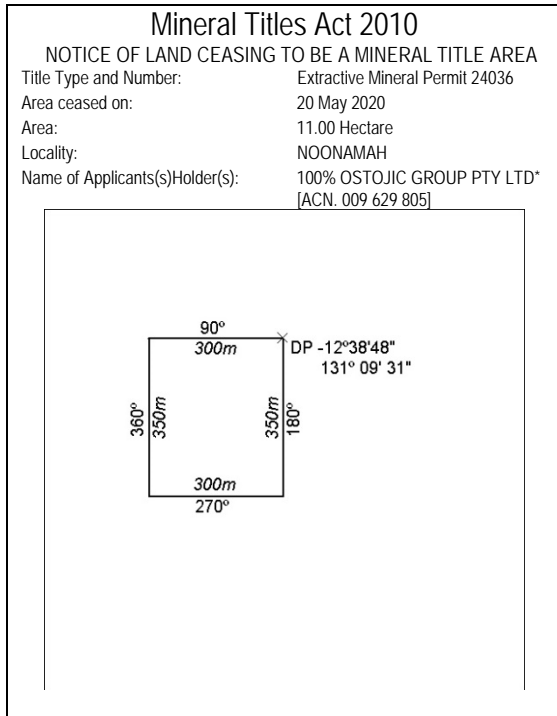 Mineral Titles Act 2010
NOTICE OF LAND CEASING TO BE A MINERAL TITLE AREA
Title Type and Number: Extractive Mineral Permit 24036
Area ceased on: 20 May 2020
Area: 11.00 Hectare
Locality: NOONAMAH
Name of Applicants(s)Holder(s): 100% OSTOJIC GROUP PTY LTD*
[ACN. 009 629 805]
90º
300m
DP -12º38'48"
131º 09' 31"
360º
350m
350m
180º
300m
270º